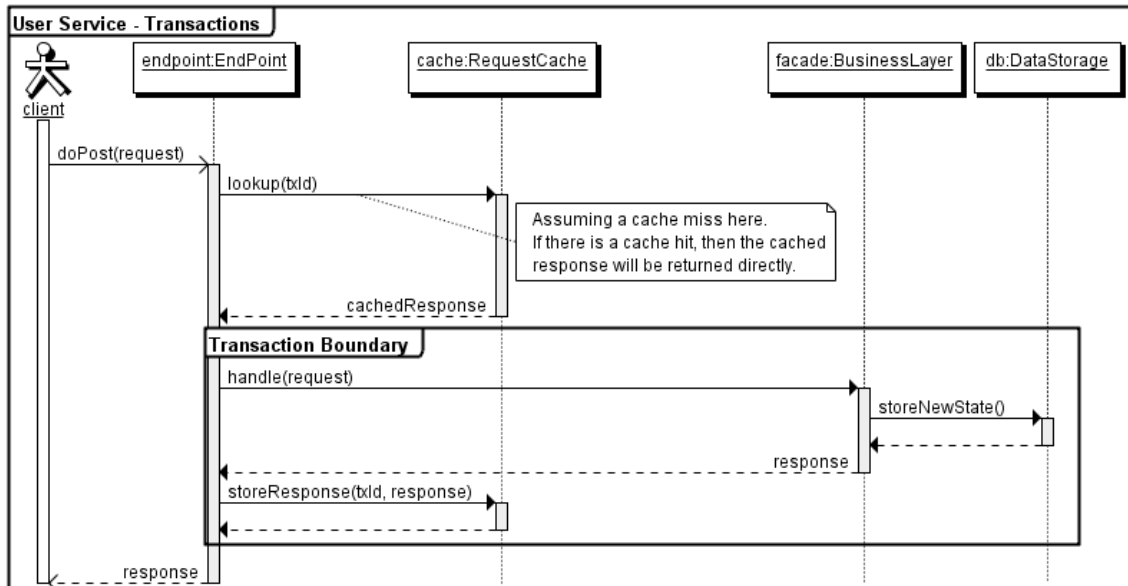 User Service - Transactions
client
endpoint:EndPoint
cache:RequestCache
facade:BusinessLayer
db:DataStorage
doPost(request)
lookup(txId)
Assuming a cache miss here.
If there is a cache hit, then the cached
response will be returned directly.
cachedResponse
Transaction Boundary
handle(request)
storeNewState()
response
storeResponse(txId, response)
response